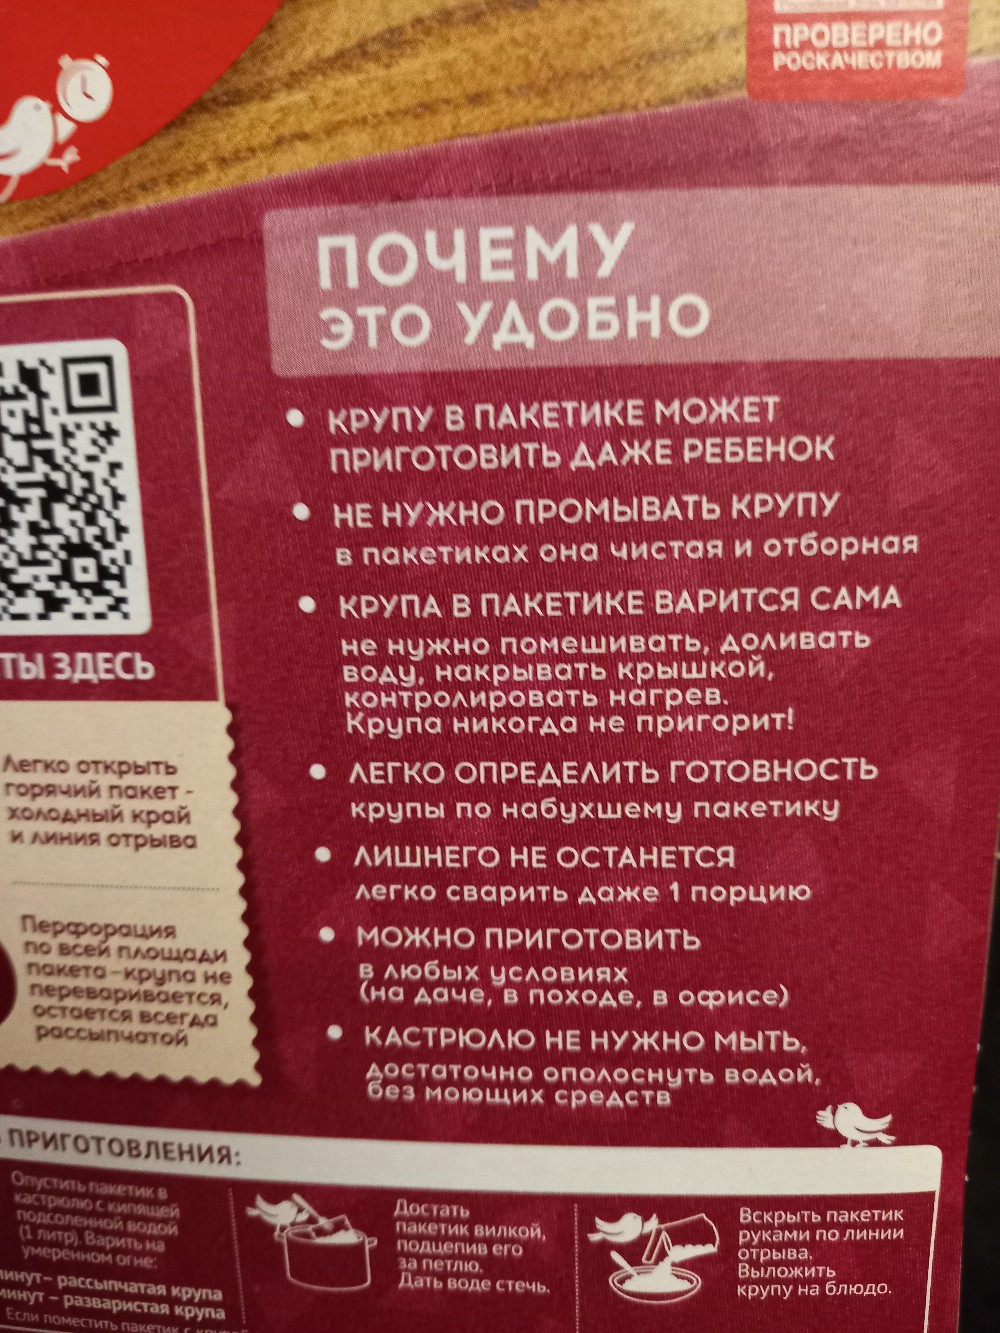 ПРОВЕРЕНО
РОСКАЧЕСТВОМ
ПОЧЕМУ
ЭТО УДОБНО
• КРУПУ В ПАКЕТИКЕ МОЖЕТ
ПРИГОТОВИТЬ ДАЖЕ РЕБЕНОК
• НЕ НУЖНО ПРОМЫВАТЬ КРУПУ
в пакетиках она чистая и отборная
• КРУПА В ПАКЕТИКЕ ВАРИТСЯ САМА
не нужно помешивать, доливать
воду, накрывать крышкой,
контролировать нагрев.
Крупа никогда не пригорит!
• ЛЕГКО ОПРЕДЕЛИТЬ ГОТОВНОСТЬ
крупы по набухшему пакетику
• ЛИШНЕГО НЕ ОСТАНЕТСЯ
легко сварить даже 1 порцию
• МОЖНО ПРИГОТОВИТЬ
в любых условиях
(на даче, в походе, в офисе)
• КАСТРЮЛЮ НЕ НУЖНО МЫТЬ,
достаточно ополоснуть водой,
без моющих средств
ТЫ ЗДЕСЬ
Легко открыть
горячий пакет -
холодный край
и линия отрыва
Перфорация
по всей площади
пакета-крупа не
переваривается,
остается всегда
рассыпчатой
ПРИГОТОВЛЕНИЯ:
Опустить пакетик в
кастрюлю с кипящей
подсоленной водой
(1 литр). Варить на
умеренном огне:
минут– рассыпчатая крупа
минут – разваристая крупа
Если поместить пакетик с
Достать
пакетик вилкой,
подцепив его
за петлю.
Дать воде стечь.
Вскрыть пакетик
руками по линии
отрыва.
Выложить
крупу на блюдо.